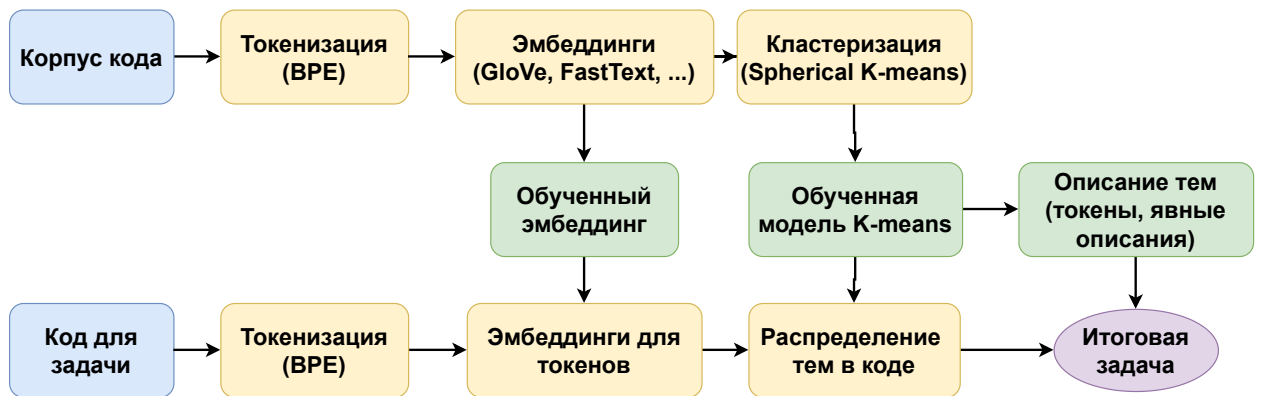 Корпус кода
Токенизация
(BPE)
Эмбеддинги
(GloVe, FastText, ...)
Кластеризация
(Spherical K-means)
Обученный
эмбеддинг
Обученная
модель K-means
Описание тем
(токены, явные
описания)
Код для
задачи
Токенизация
(BPE)
Эмбеддинги для
токенов
Распределение
тем в коде
Итоговая
задача